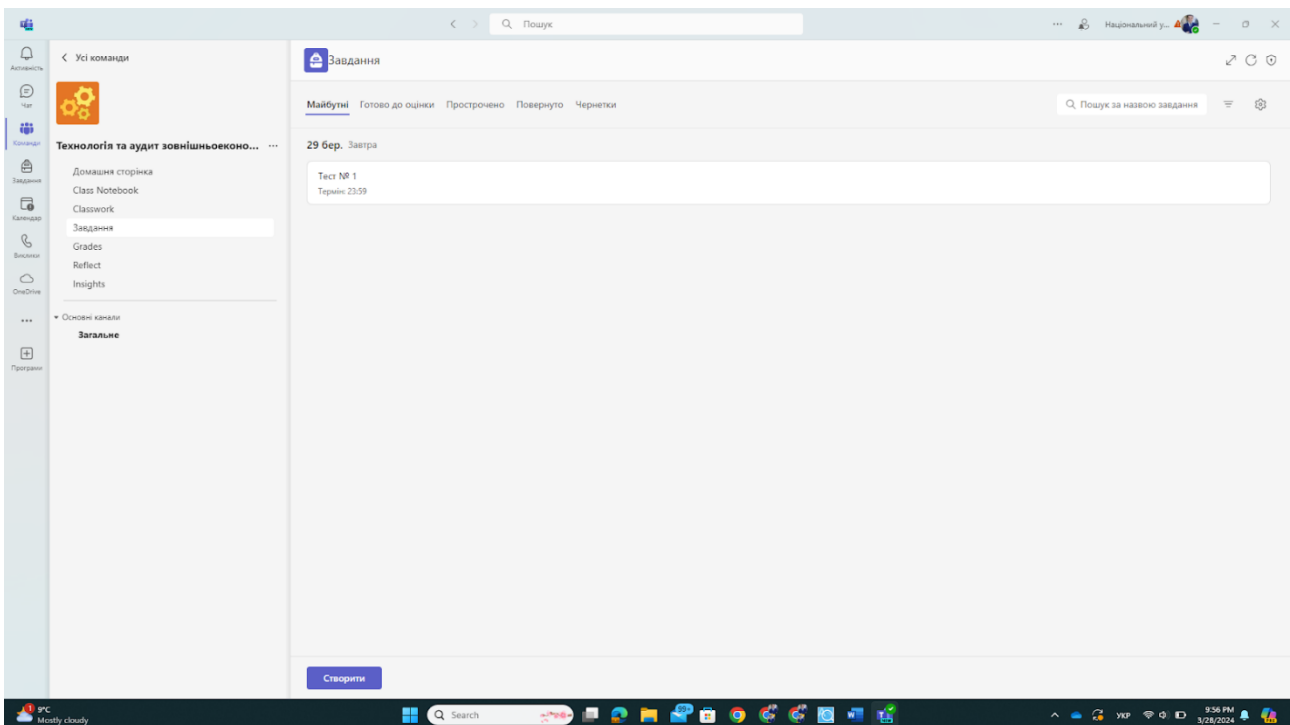 Пошук
Національний у...
Активність
Чат
Команди
Завдання
Календар
Виклики
OneDrive
Програми
Усі команди
Технологія та аудит зовнішньоеконо... ...
Домашня сторінка
Class Notebook
Classwork
Завдання
Grades
Reflect
Insights
Основні канали
Загальне
Завдання
Майбутні Готово до оцінки Прострочено Повернуто Чернетки
Пошук за назвою завдання
29 бер. Завтра
Тест № 1
Термін: 23:59
Створити
1
9°C
Mostly cloudy
Search
99+
УКР
9:56 PM
3/28/2024